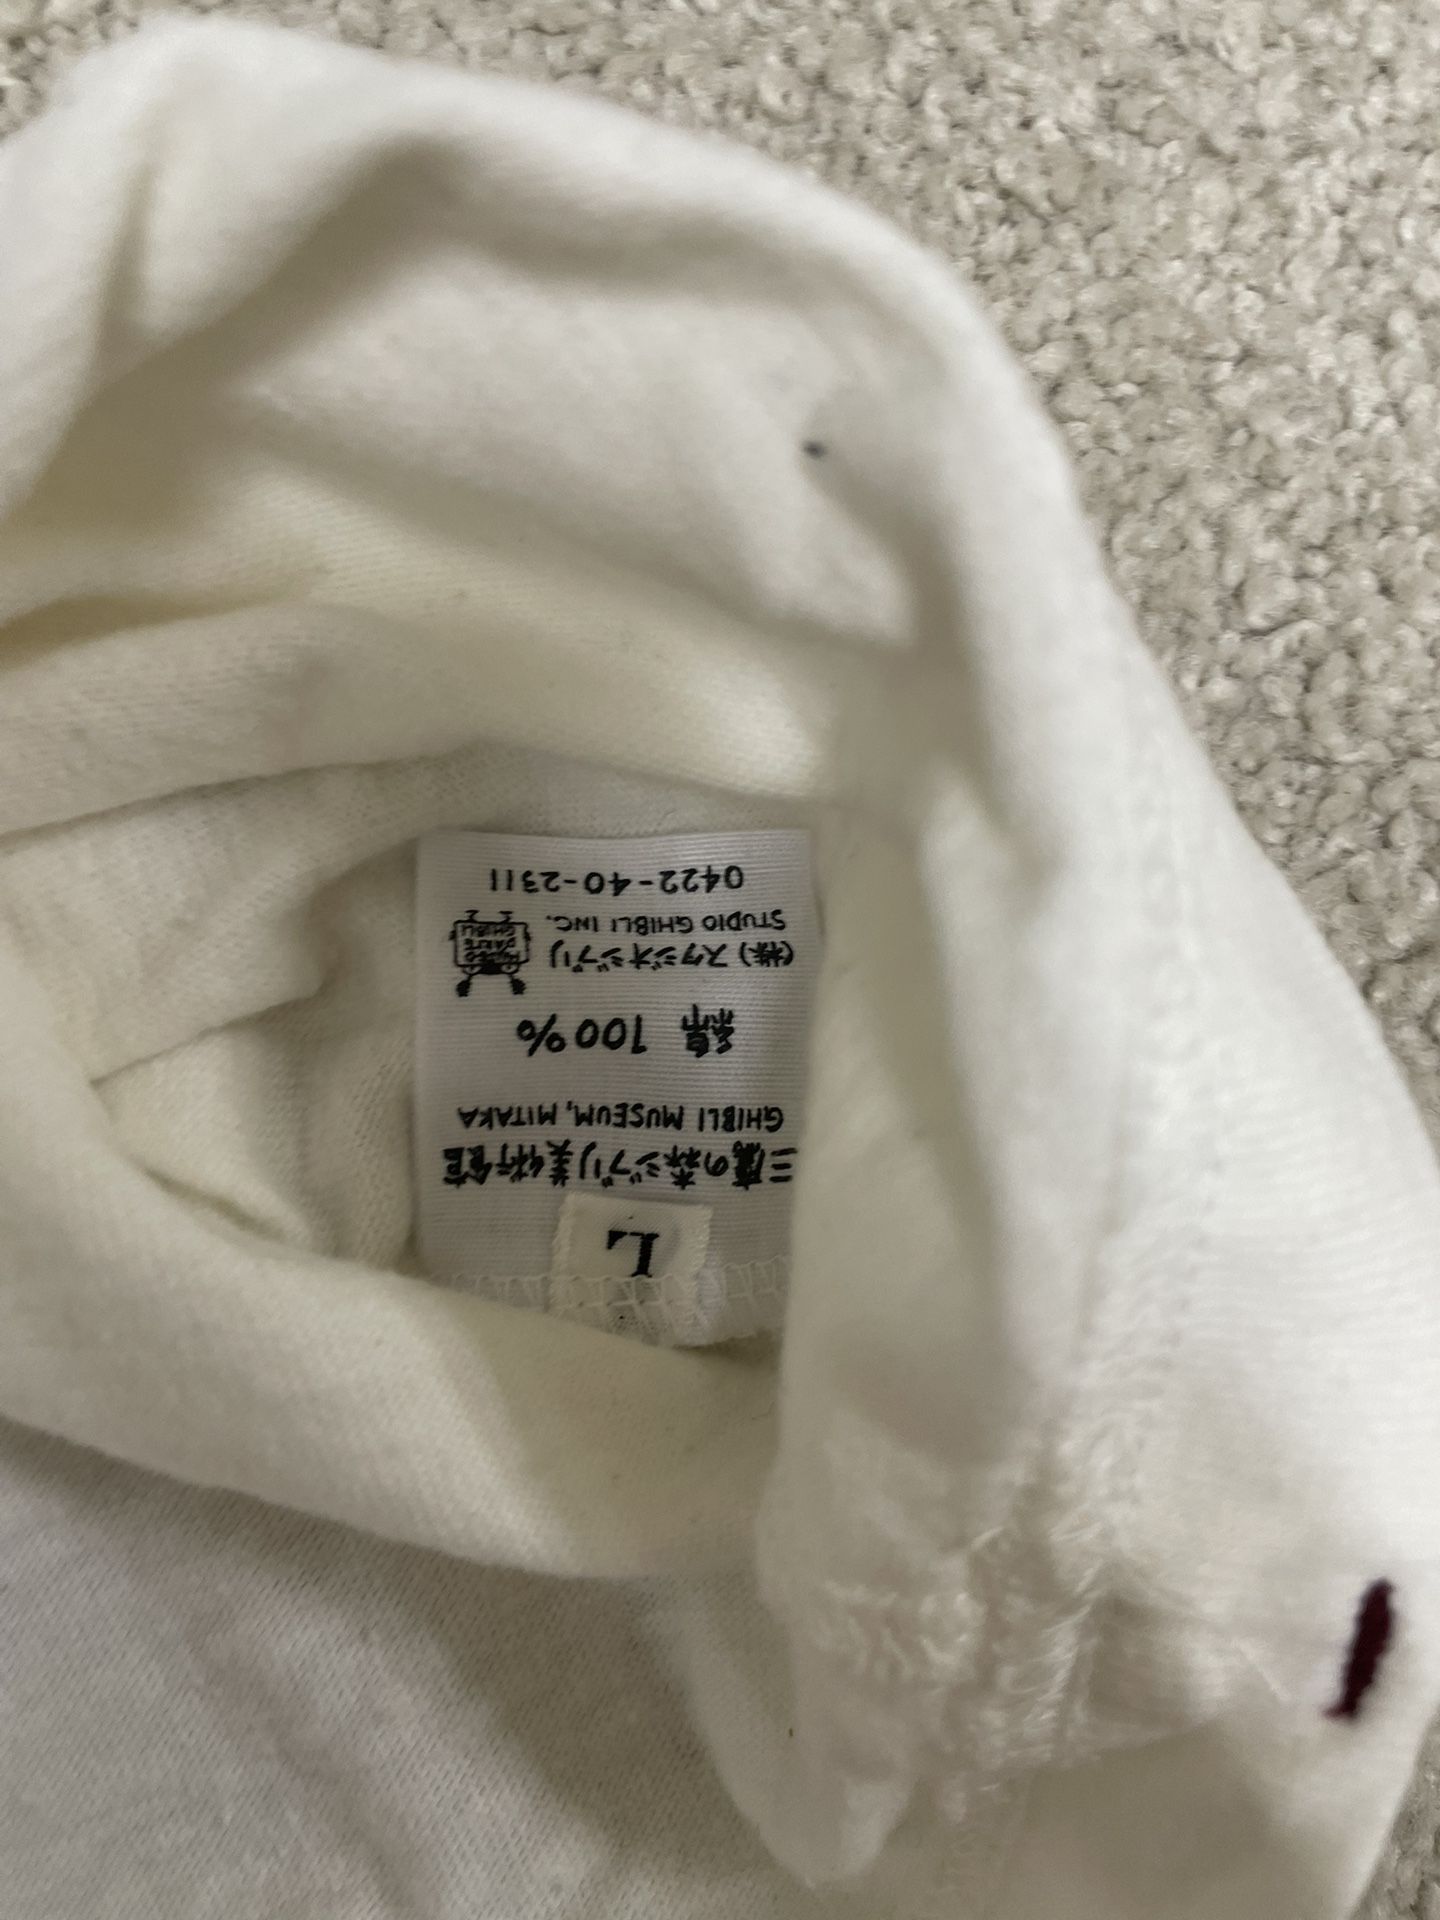 L
三鷹の森ジブリ美術館
GHIBLI MUSEUM, MITAKA
綿 100%
(株)スタジオジブリ
STUDIO GHIBLI INC.
0422-40-2311